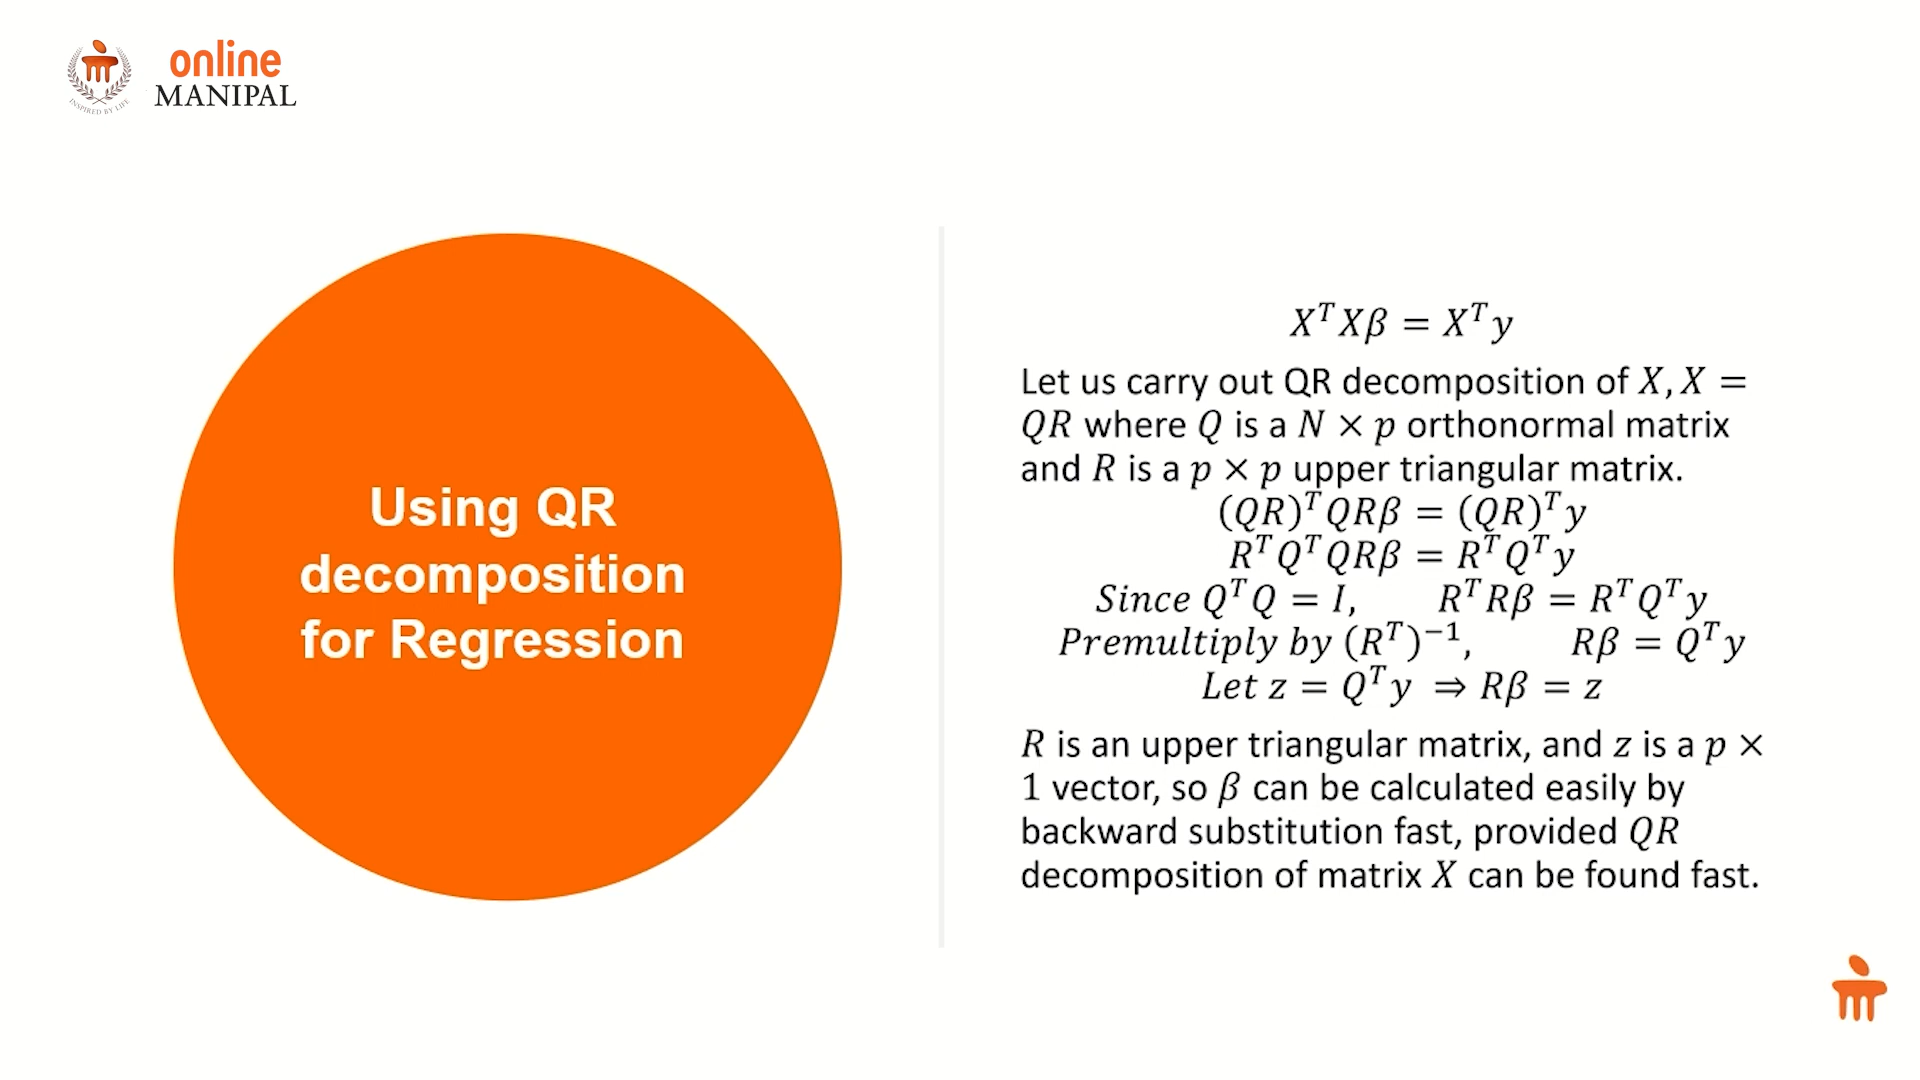 online
MANIPAL
INSPIRED BY LIFE
Using QR
decomposition
for Regression
XᵀXβ = Xᵀy
Let us carry out QR decomposition of X, X =
QR where Q is a N × p orthonormal matrix
and R is a p × p upper triangular matrix.
(QR)ᵀQRβ = (QR)ᵀy
RᵀQᵀQRβ = RᵀQᵀy
Since QᵀQ = I, RᵀRβ = RᵀQᵀy
Premultiply by (Rᵀ)⁻¹, Rβ = Qᵀy
Let z = Qᵀy ⇒ Rβ = z
R is an upper triangular matrix, and z is a p ×
1 vector, so β can be calculated easily by
backward substitution fast, provided QR
decomposition of matrix X can be found fast.